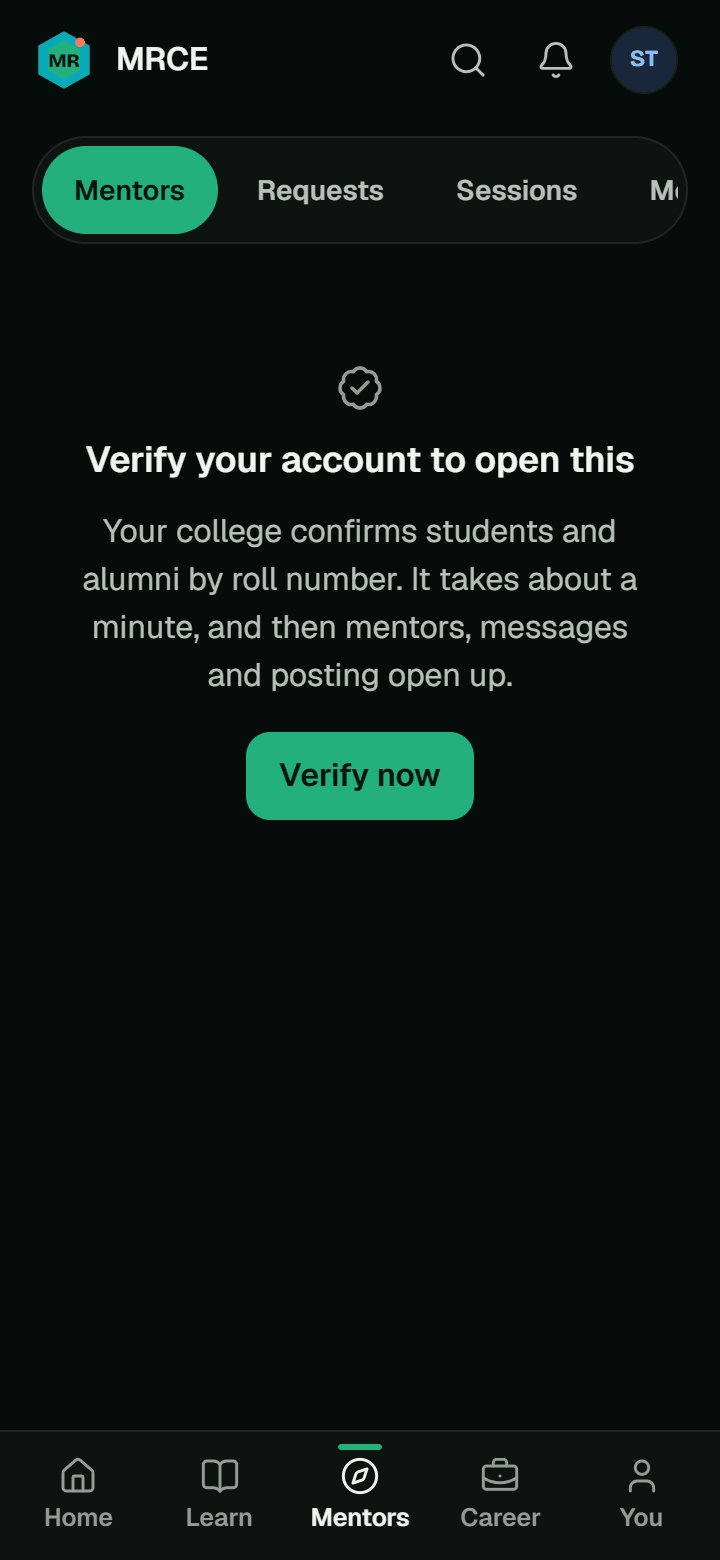 MR
MRCE
ST
Mentors
Requests
Sessions
Verify your account to open this
Your college confirms students and
alumni by roll number. It takes about a
minute, and then mentors, messages
and posting open up.
Verify now
Home
Learn
Mentors
Career
You